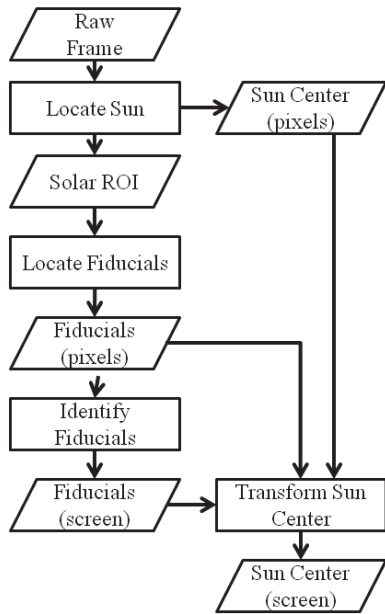 Raw
Frame
Locate Sun
Sun Center
(pixels)
Solar ROI
Locate Fiducials
Fiducials
(pixels)
Identify
Fiducials
Fiducials
(screen)
Transform Sun
Center
Sun Center
(screen)